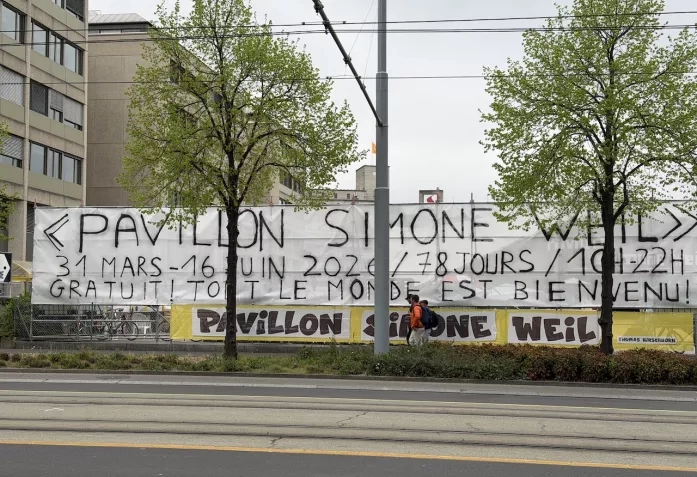 <<PAVILLON SIMONE WEIL>>
31 MARS-16 JUIN 2026/78 JOURS/10H-22H
GRATUIT! TOUT LE MONDE EST BIENVENU!
PAVILLON SIMONE WEIL
THOMAS HIRSCHHORN